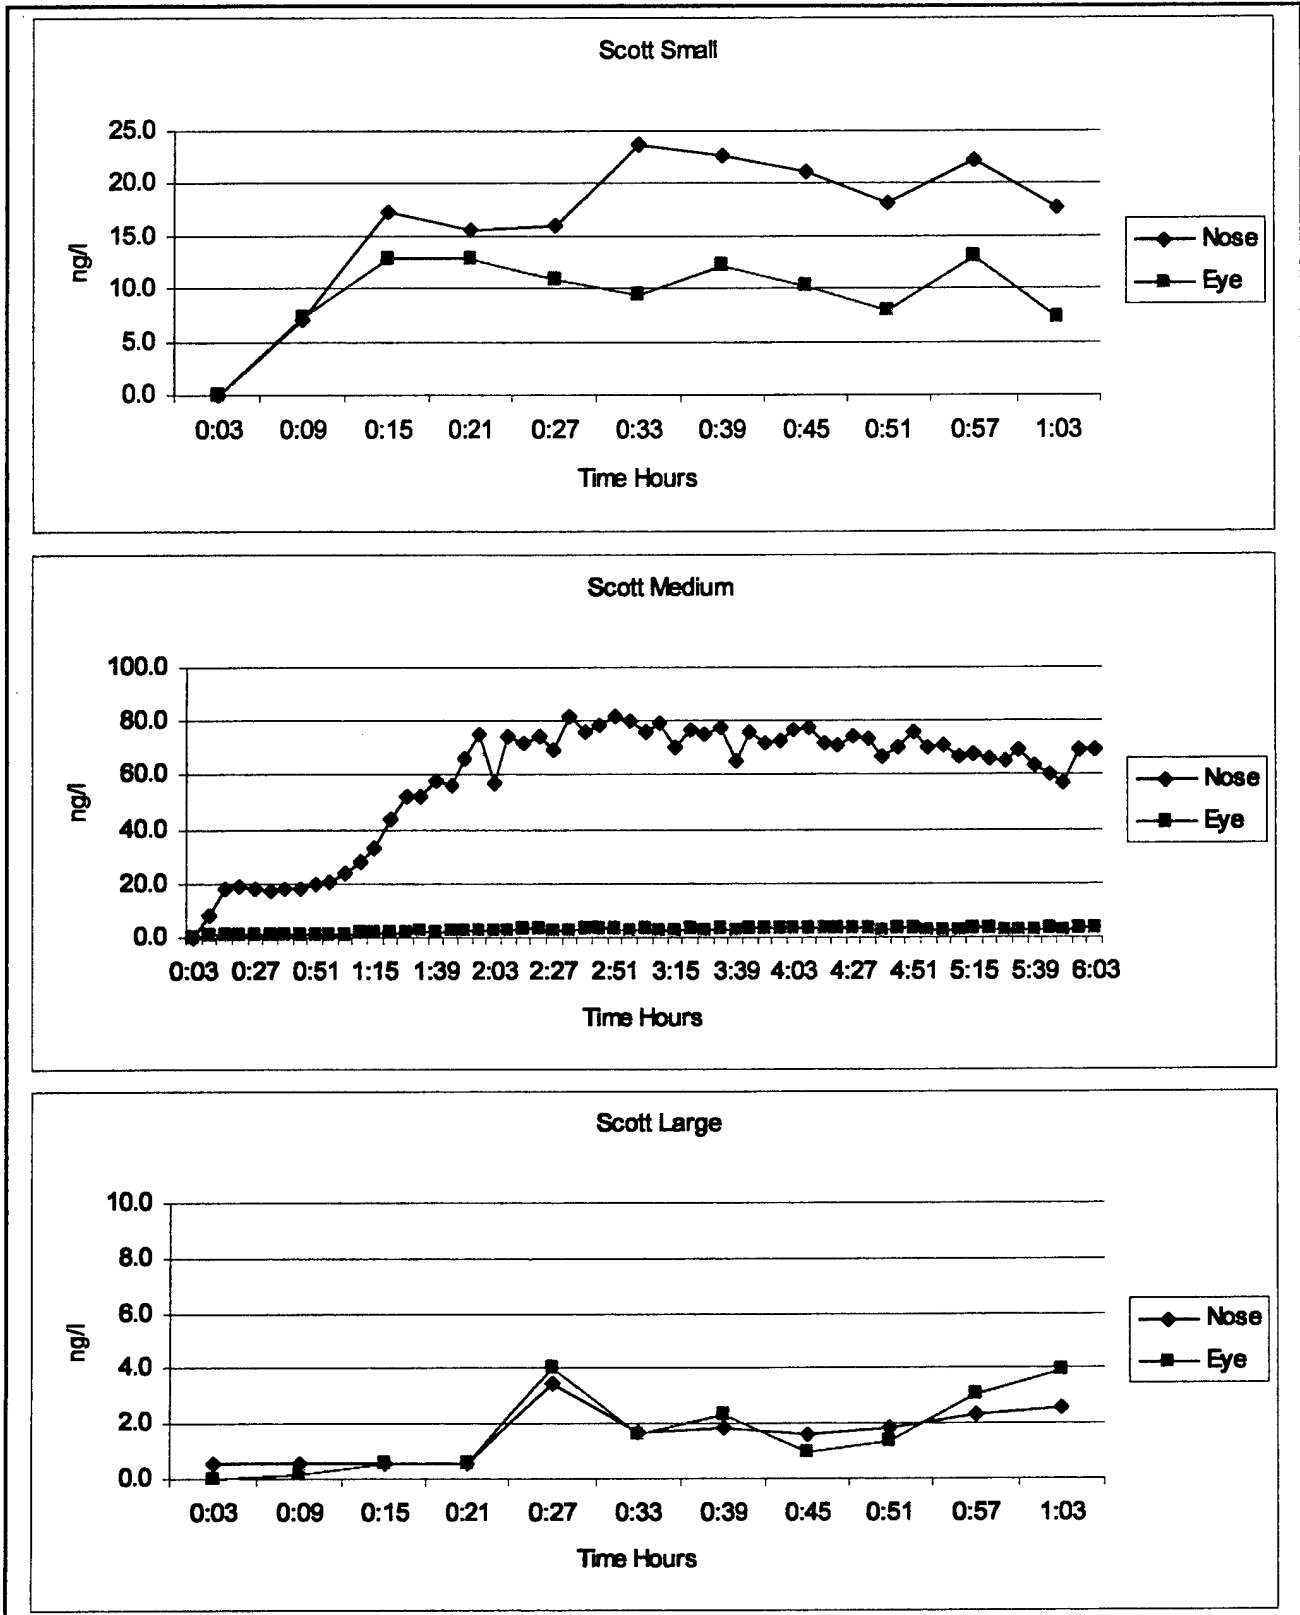 Scott Small
25.0
20.0
15.0
10.0
5.0
0.0
ng/l
0:03 0:09 0:15 0:21 0:27 0:33 0:39 0:45 0:51 0:57 1:03
Time Hours
Nose
Eye
Scott Medium
100.0
80.0
60.0
40.0
20.0
0.0
ng/l
0:03 0:27 0:51 1:15 1:39 2:03 2:27 2:51 3:15 3:39 4:03 4:27 4:51 5:15 5:39 6:03
Time Hours
Nose
Eye
Scott Large
10.0
8.0
6.0
4.0
2.0
0.0
ng/l
0:03 0:09 0:15 0:21 0:27 0:33 0:39 0:45 0:51 0:57 1:03
Time Hours
Nose
Eye